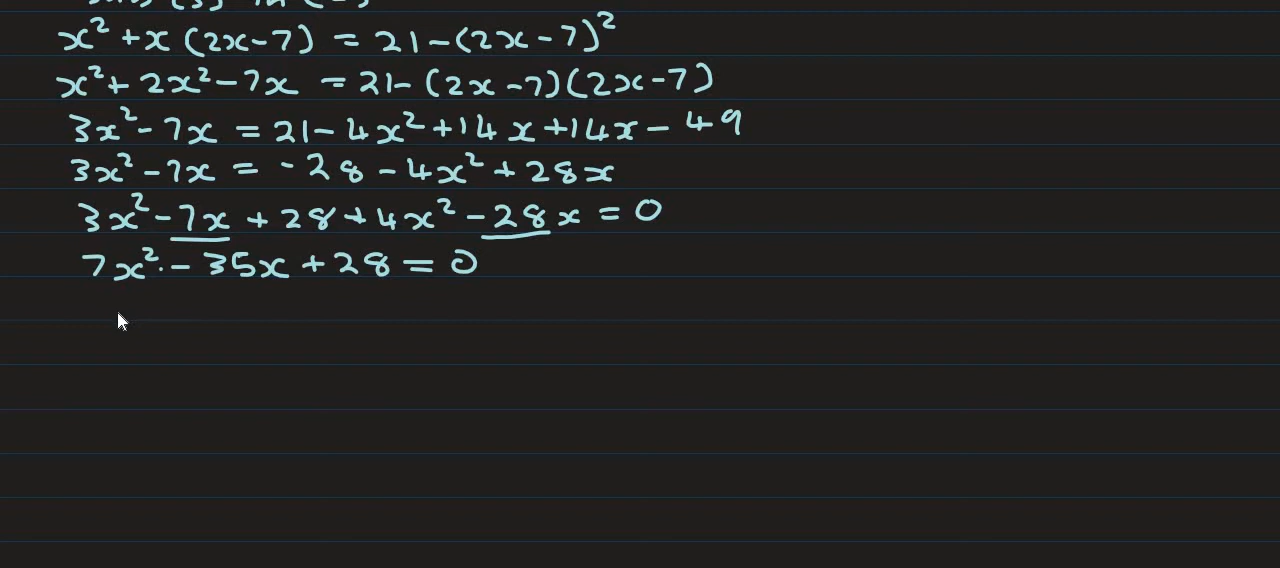 x² + x (2x-7) = 21 - (2x-7)²
x² + 2x² - 7x = 21 - (2x-7)(2x-7)
3x² - 7x = 21 - 4x² + 14x + 14x - 49
3x² - 7x = -28 - 4x² + 28x
3x² - 7x + 28 + 4x² - 28x = 0
7x² - 35x + 28 = 0